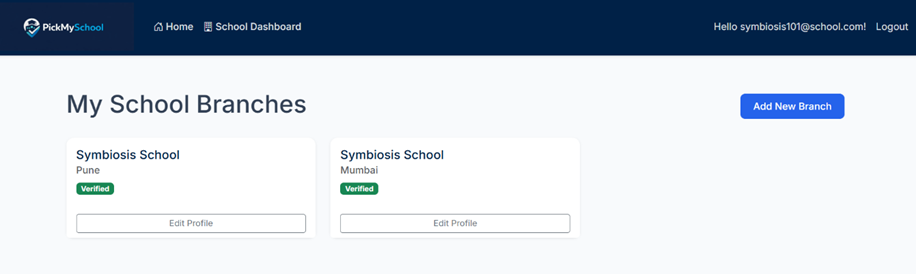 PickMySchool Home School Dashboard Hello symbiosis101@school.com! Logout
My School Branches Add New Branch
Symbiosis School
Pune
Verified
Edit Profile
Symbiosis School
Mumbai
Verified
Edit Profile